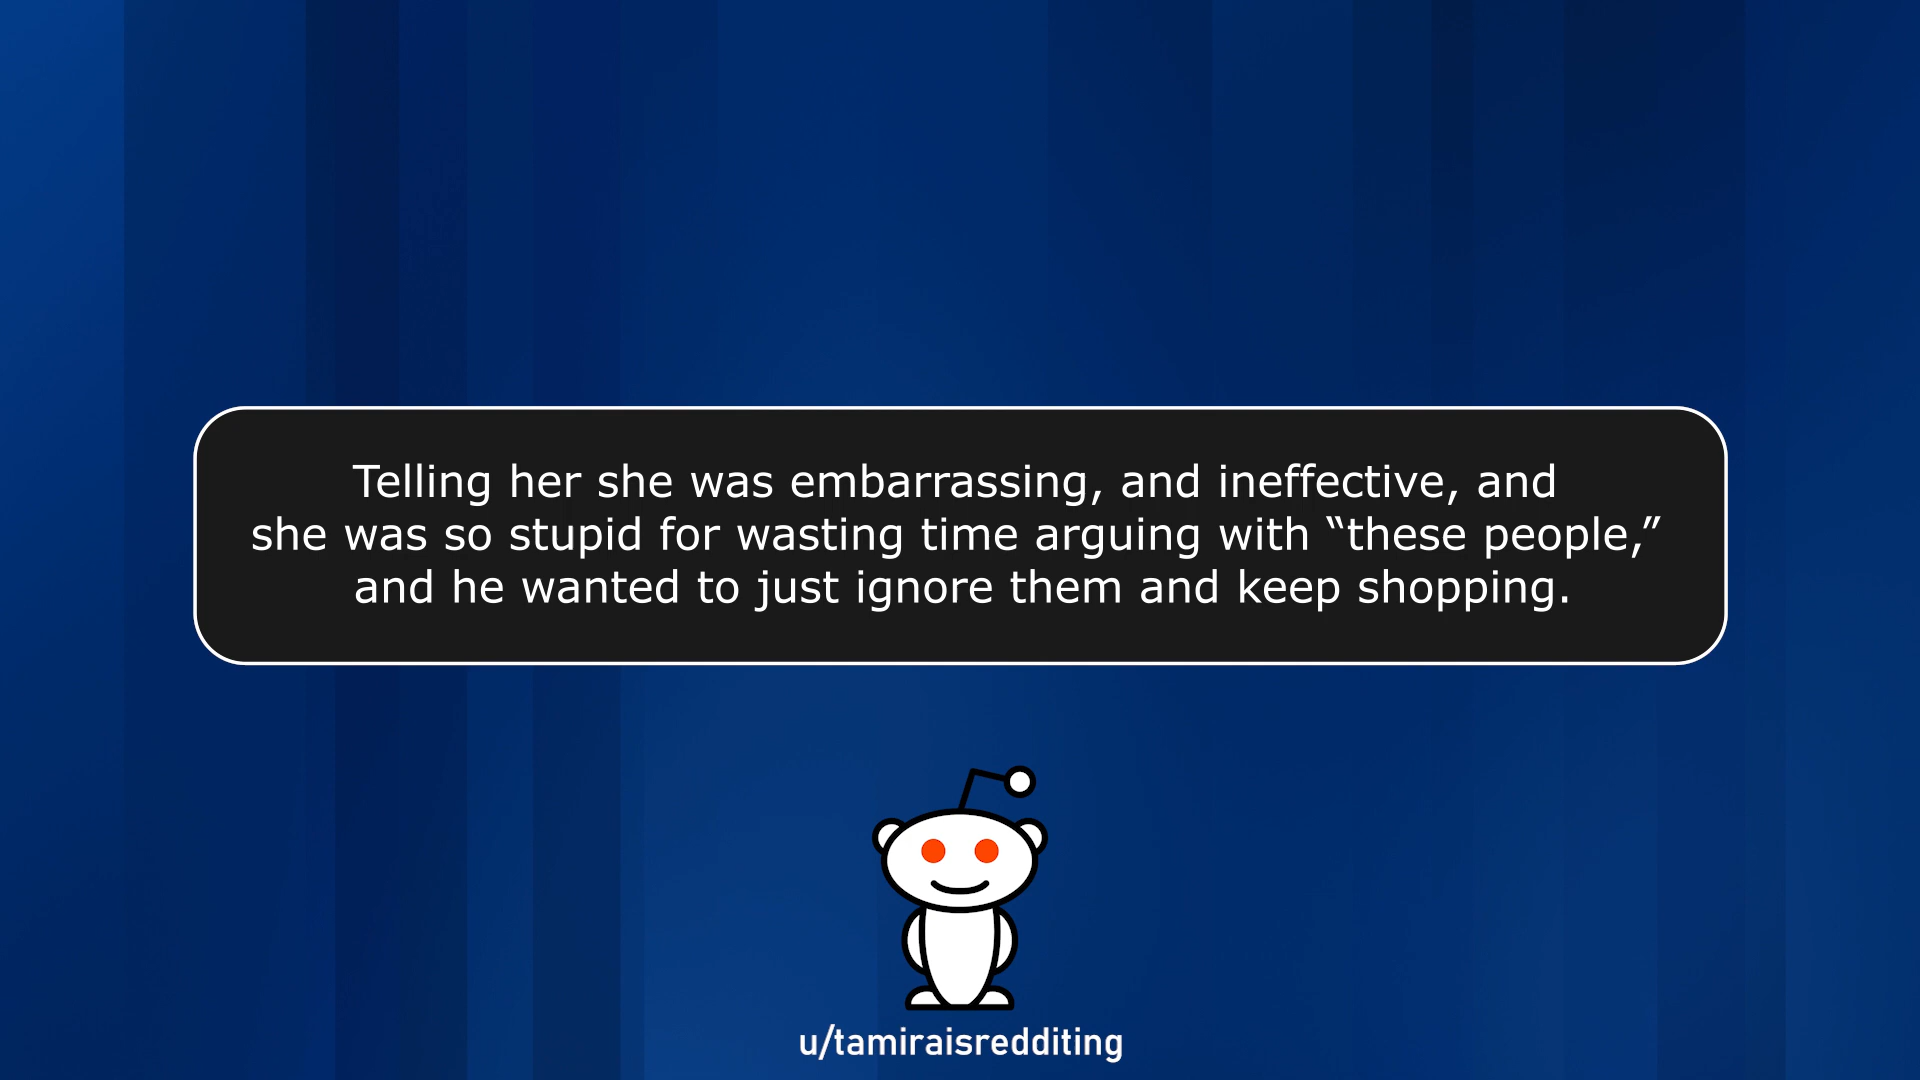 Telling her she was embarrassing, and ineffective, and
she was so stupid for wasting time arguing with “these people,”
and he wanted to just ignore them and keep shopping.
u/tamiraisredditing